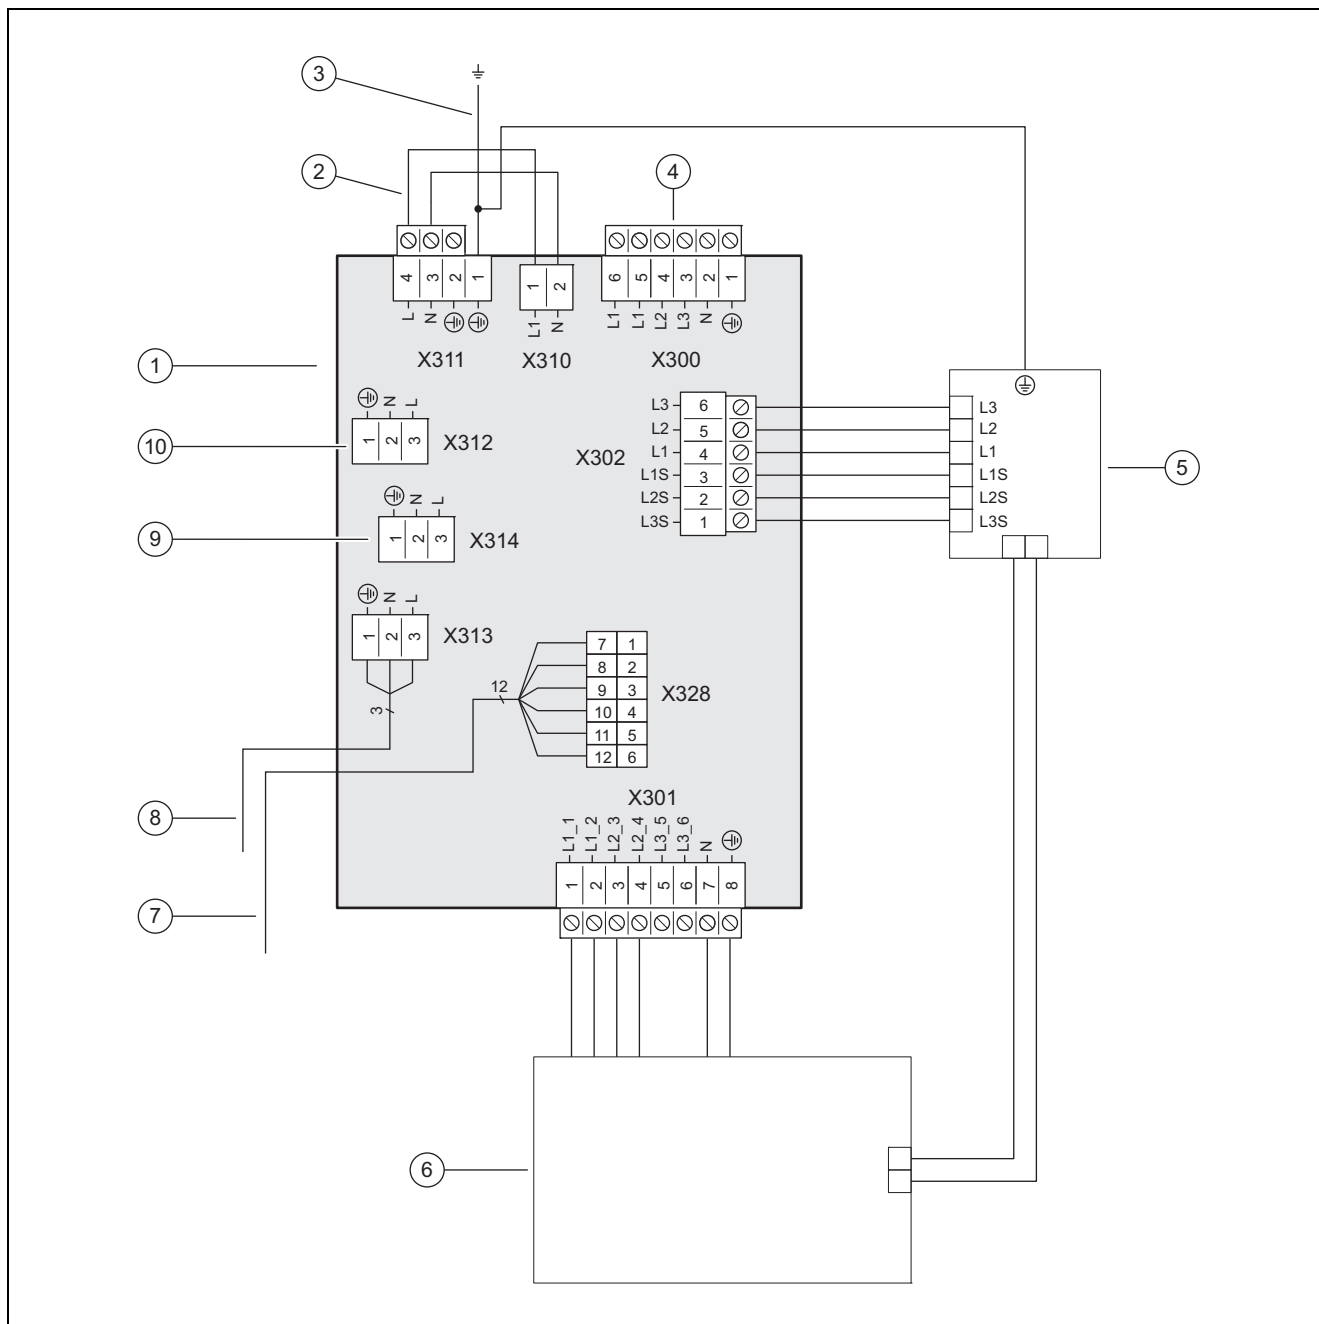 3
2
4
4 3 2 1
1 2
6 5 4 3 2 1
L N
L1 N
L1 L1 L2 L3 N
X311
X310
X300
1
N L
1 2 3
X312
10
L3 6
L2 5
L1 4
L1S 3
L2S 2
L3S 1
X302
L3
L2
L1
L1S
L2S
L3S
5
N L
1 2 3
X314
9
N L
1 2 3
X313
3
12
7 1
8 2
9 3
10 4
11 5
12 6
X328
8
7
X301
L1_1 L1_2 L2_3 L2_4 L3_5 L3_6 N
1 2 3 4 5 6 7 8
6